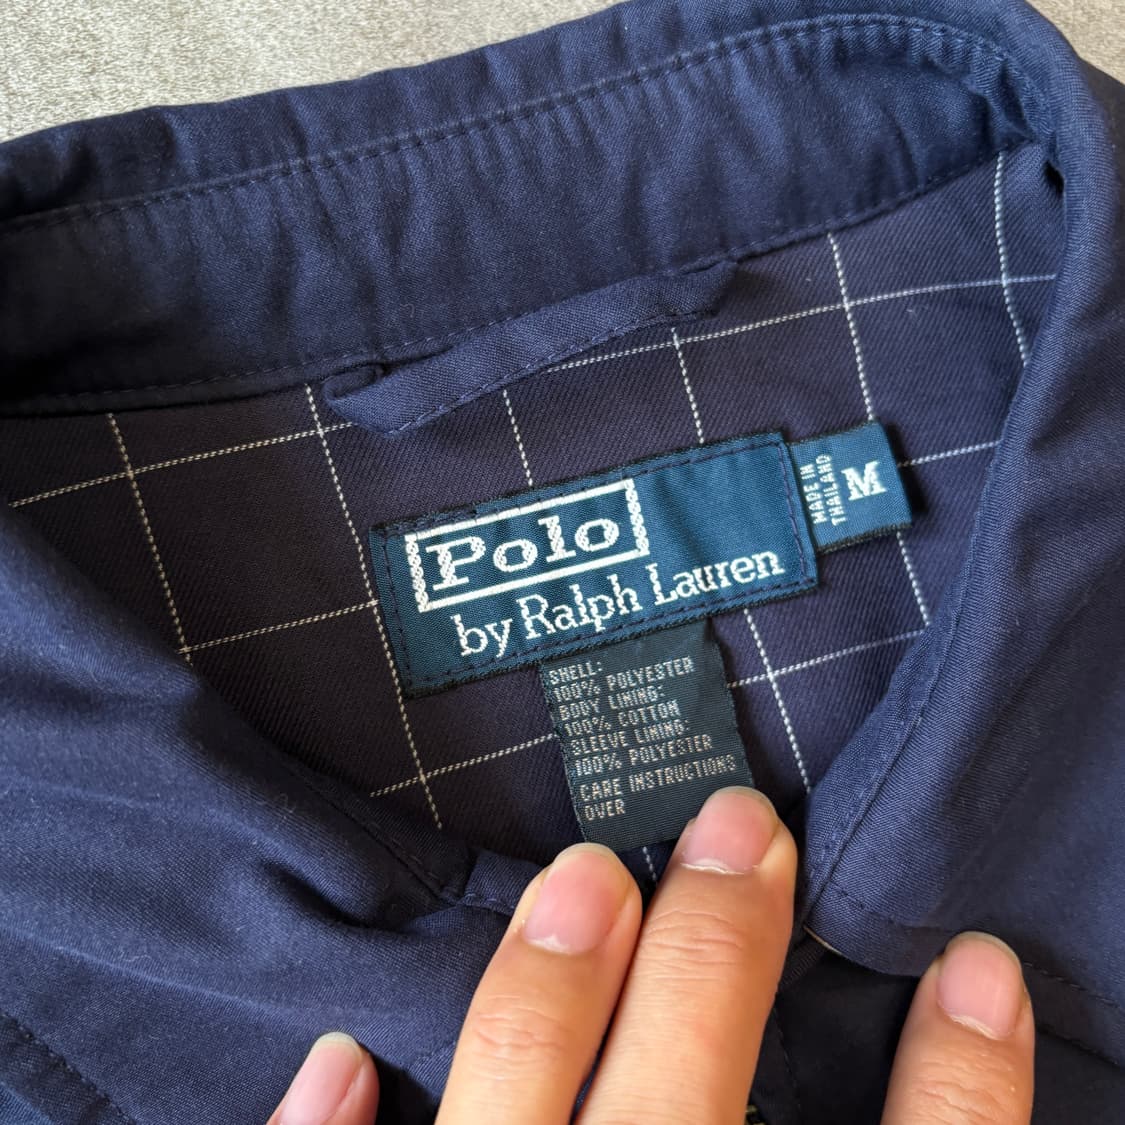 Polo
by Ralph Lauren
MADE IN
THAILAND
M
SHELL:
100% POLYESTER
BODY LINING:
100% COTTON
SLEEVE LINING:
100% POLYESTER
CARE INSTRUCTIONS
OVER